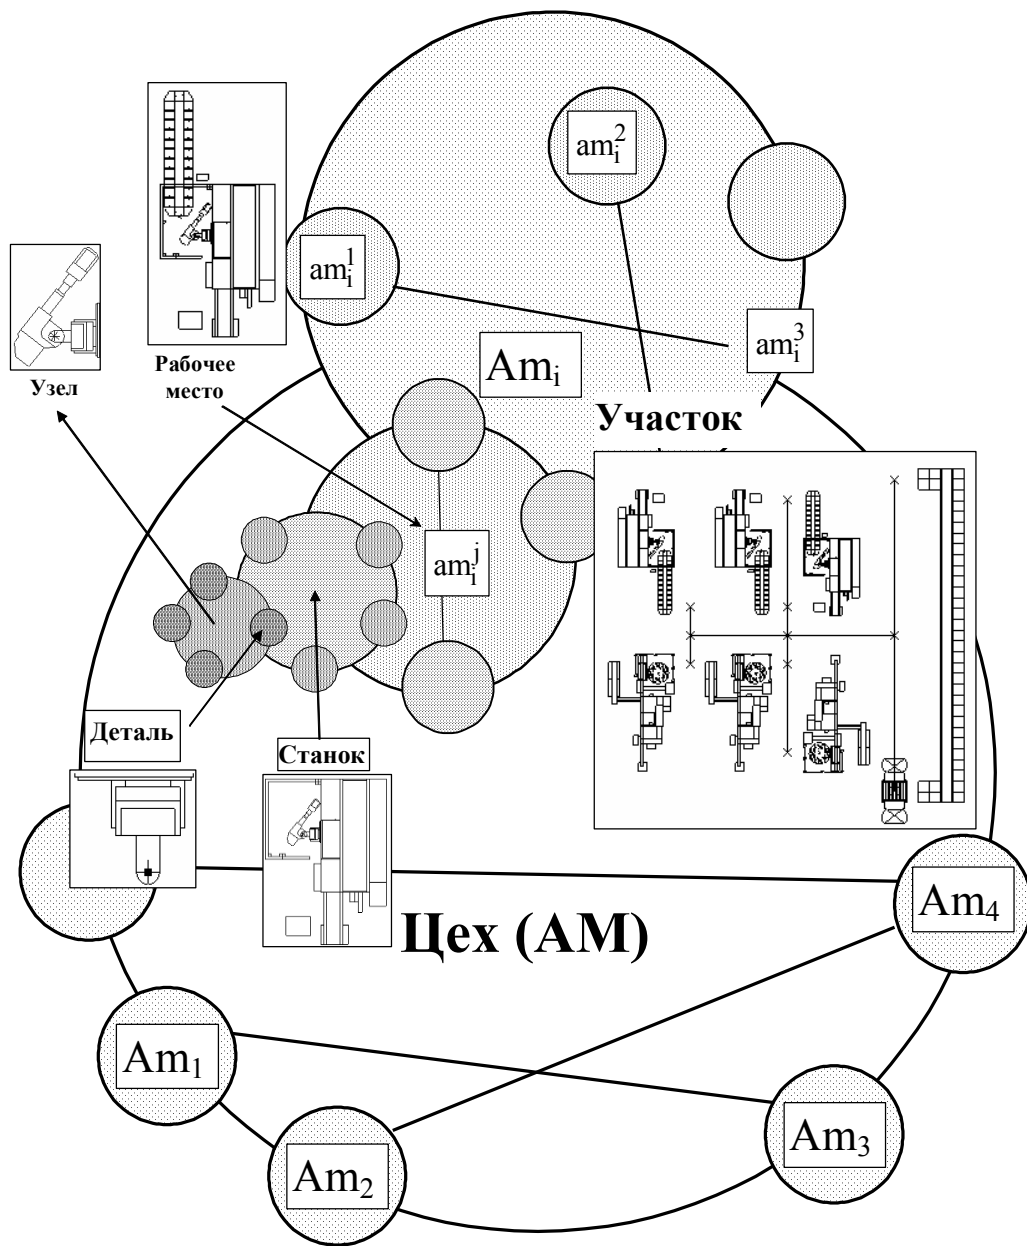 am_i^2
am_i^1
am_i^3
Am_i
Рабочее
место
Узел
Участок
am_i^j
Деталь
Станок
Am_4
Цех (АМ)
Am_1
Am_3
Am_2